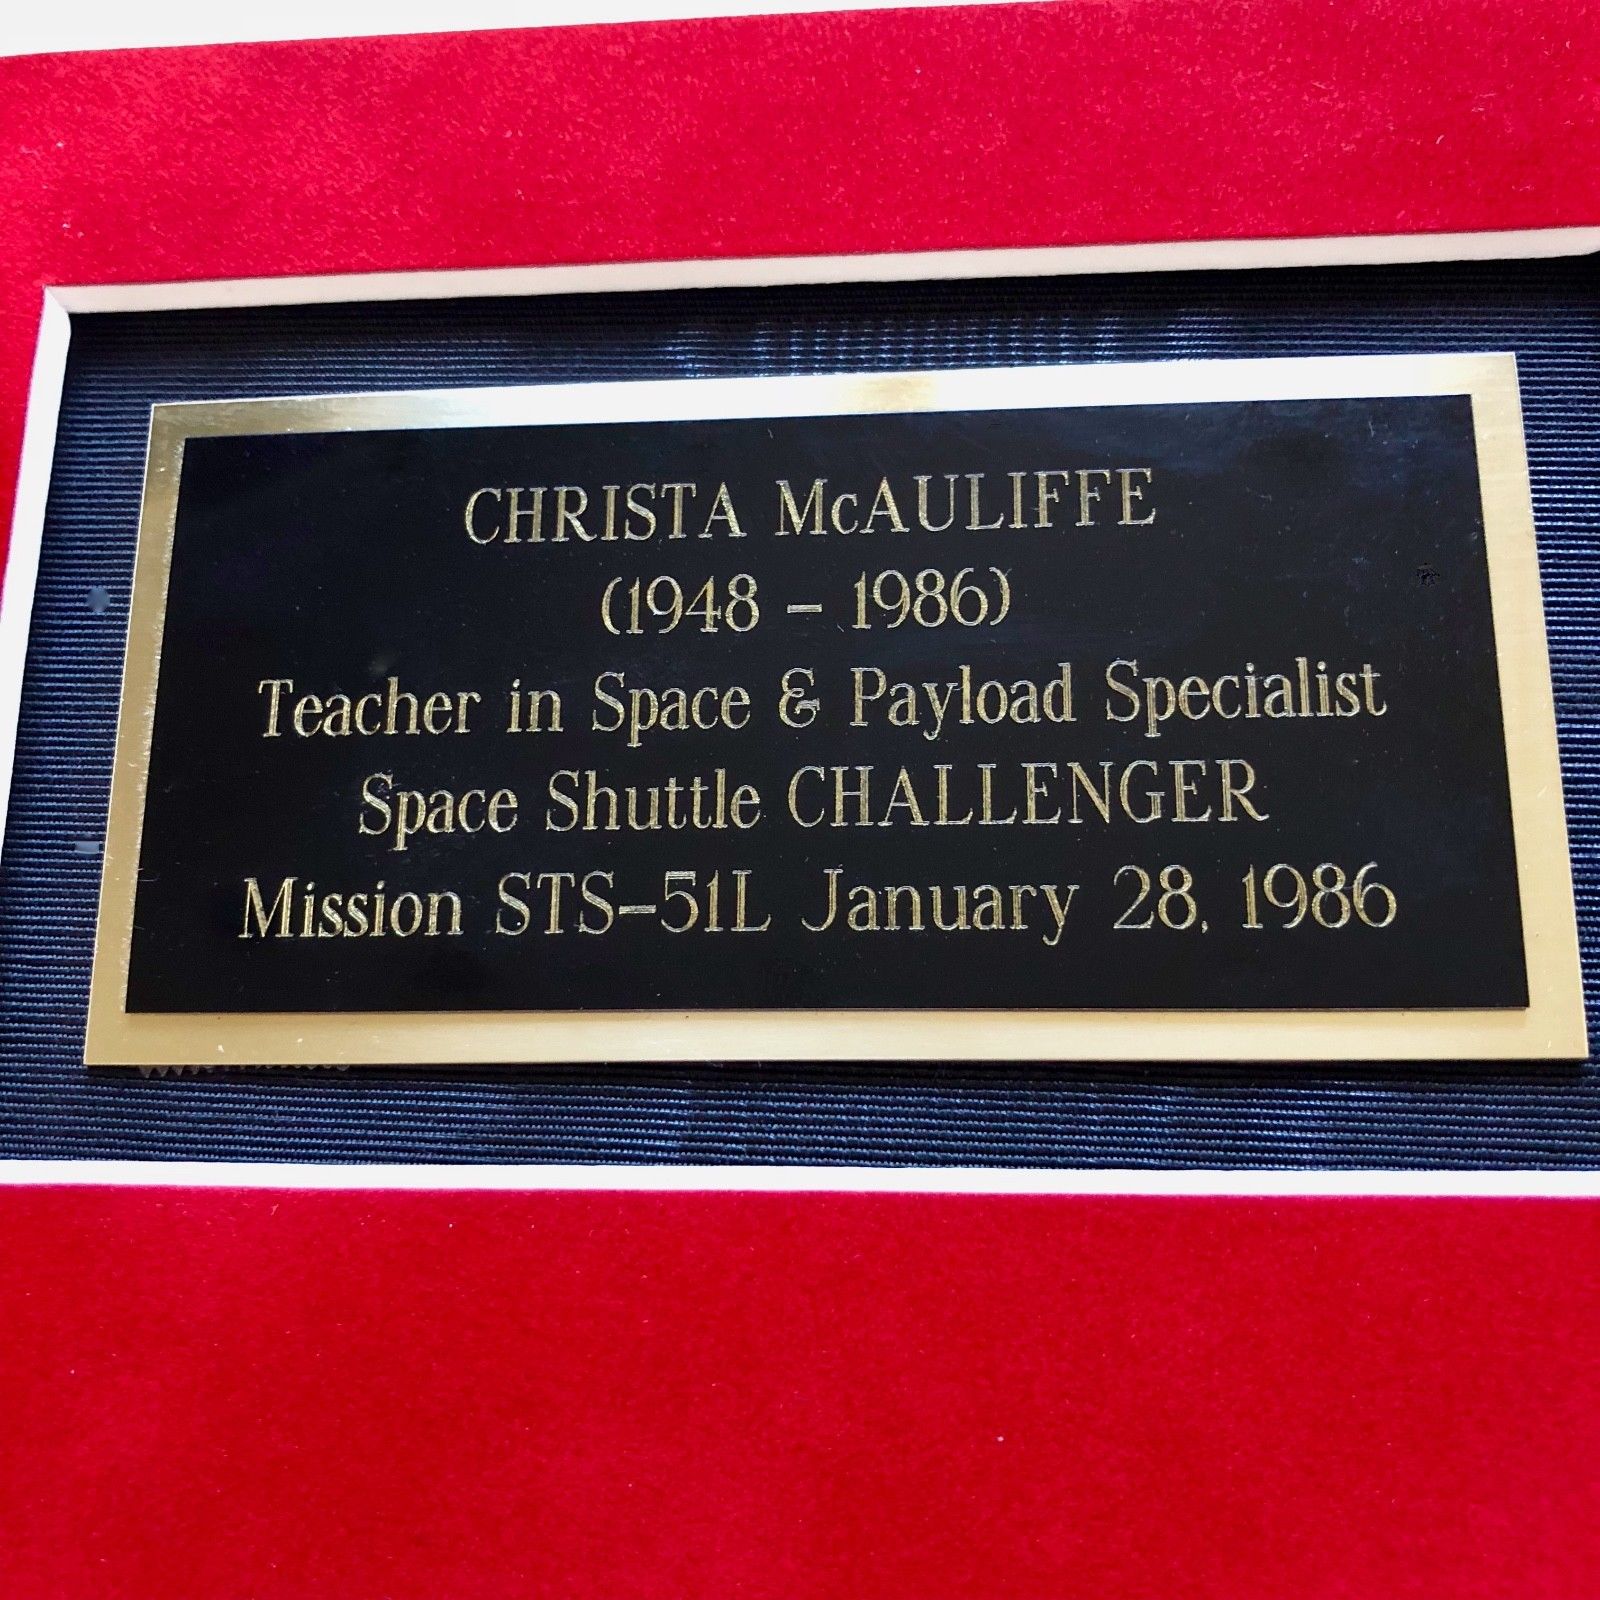 CHRISTA McAULIFFE
(1948 – 1986)
Teacher in Space & Payload Specialist
Space Shuttle CHALLENGER
Mission STS-51L January 28, 1986